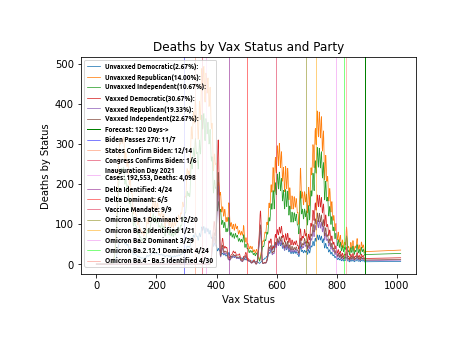 Deaths by Vax Status and Party
Deaths by Status
500
400
300
200
100
0
Unvaxxed Democratic(2.67%):
Unvaxxed Republican(14.00%):
Unvaxxed Independent(10.67%):
Vaxxed Democratic(30.67%):
Vaxxed Republican(19.33%):
Vaxxed Independent(22.67%):
Forecast: 120 Days->
Biden Passes 270: 11/7
States Confirm Biden: 12/14
Congress Confirms Biden: 1/6
Inauguration Day 2021
Cases: 192,553, Deaths: 4,098
Delta Identified: 4/24
Delta Dominant: 6/5
Vaccine Mandate: 9/9
Omicron Ba.1 Dominant 12/20
Omicron Ba.2 Identified 1/21
Omicron Ba.2 Dominant 3/29
Omicron Ba.2.12.1 Dominant 4/24
Omicron Ba.4 - Ba.5 Identified 4/30
0 200 400 600 800 1000
Vax Status